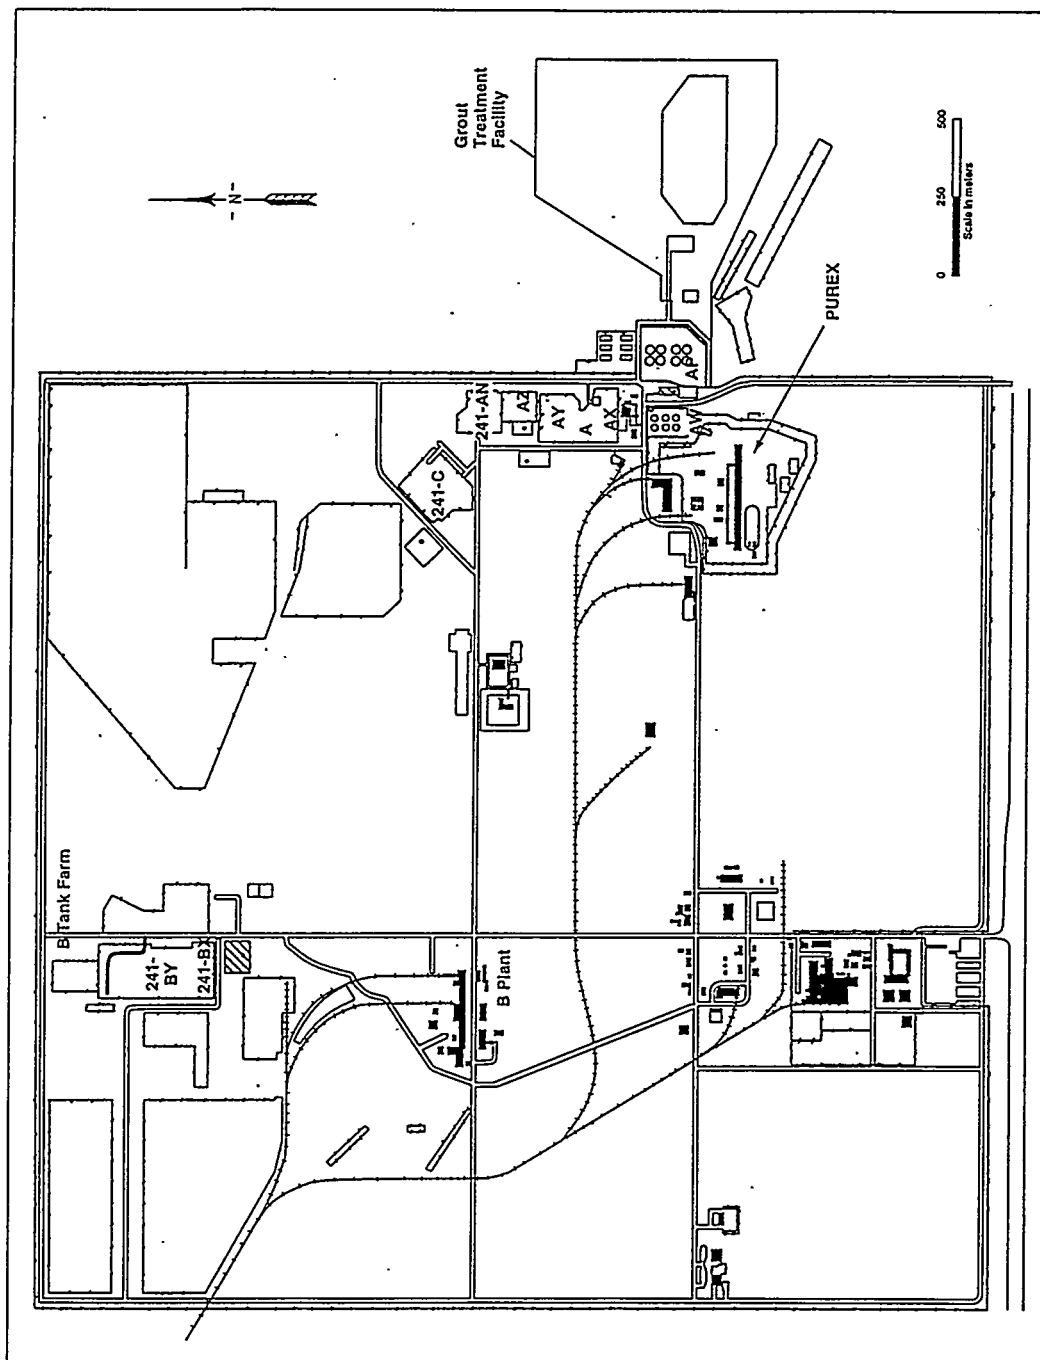 B Tank Farm
241-
BY
241-BX
B Plant
241-C
241-AN
AZ
AY
A
AX
AP
AW
PUREX
Grout
Treatment
Facility
- N -
0
250
500
Scale in meters